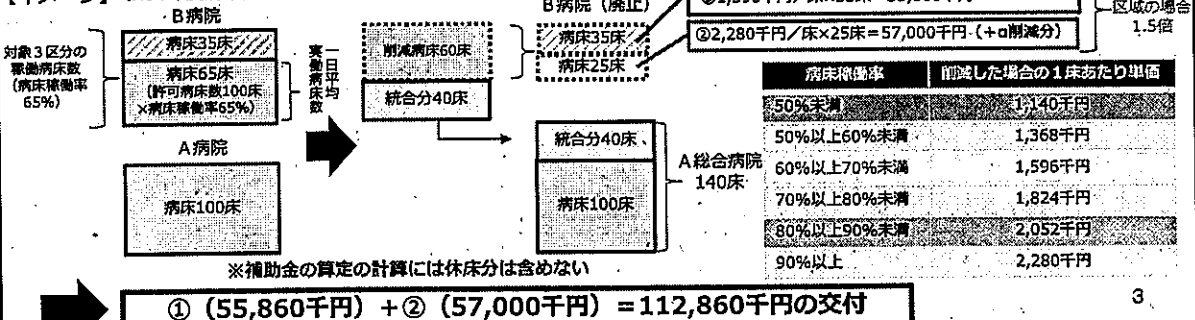 B病院
病床35床
病床65床
(許可病床数100床
×病床稼働率65%)
対象3区分の
稼働病床数
(病床稼働率
65%)
一日平均
実働病床数
A病院
病床100床
削減病床60床
統合分40床
B病院(廃止)
病床35床
病床25床
②2,280千円/床×25床=57,000千円(+α削減分)
区域の場合
1.5倍
統合分40床
病床100床
A総合病院
140床
病床稼働率 削減した場合の1床あたり単価
50%未満 1,140千円
50%以上60%未満 1,368千円
60%以上70%未満 1,596千円
70%以上80%未満 1,824千円
80%以上90%未満 2,052千円
90%以上 2,280千円
※補助金の算定の計算には休床分は含めない
①(55,860千円)+②(57,000千円)=112,860千円の交付
3